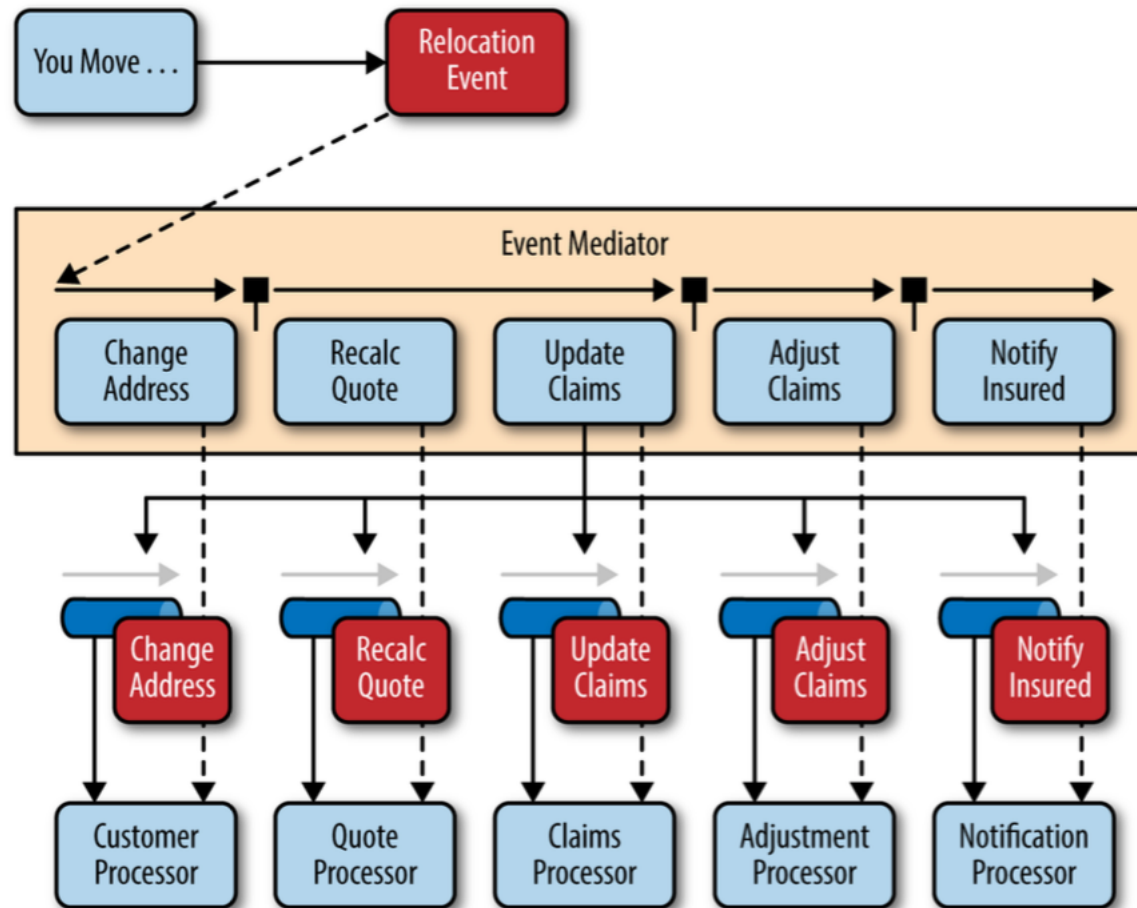 You Move . . .
Relocation
Event
Event Mediator
Change
Address
Recalc
Quote
Update
Claims
Adjust
Claims
Notify
Insured
Change
Address
Recalc
Quote
Update
Claims
Adjust
Claims
Notify
Insured
Customer
Processor
Quote
Processor
Claims
Processor
Adjustment
Processor
Notification
Processor